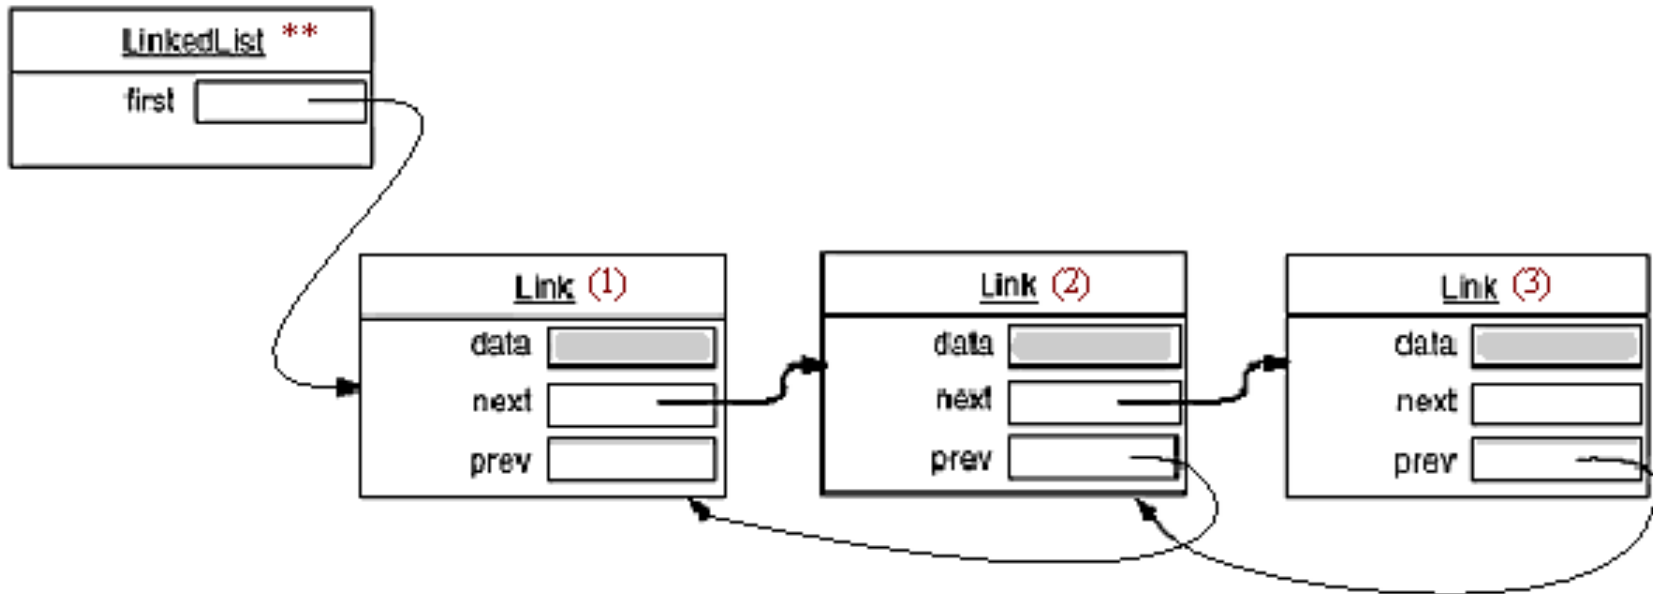 LinkedList **
first
Link (1)
data
next
prev
Link (2)
data
next
prev
Link (3)
data
next
prev